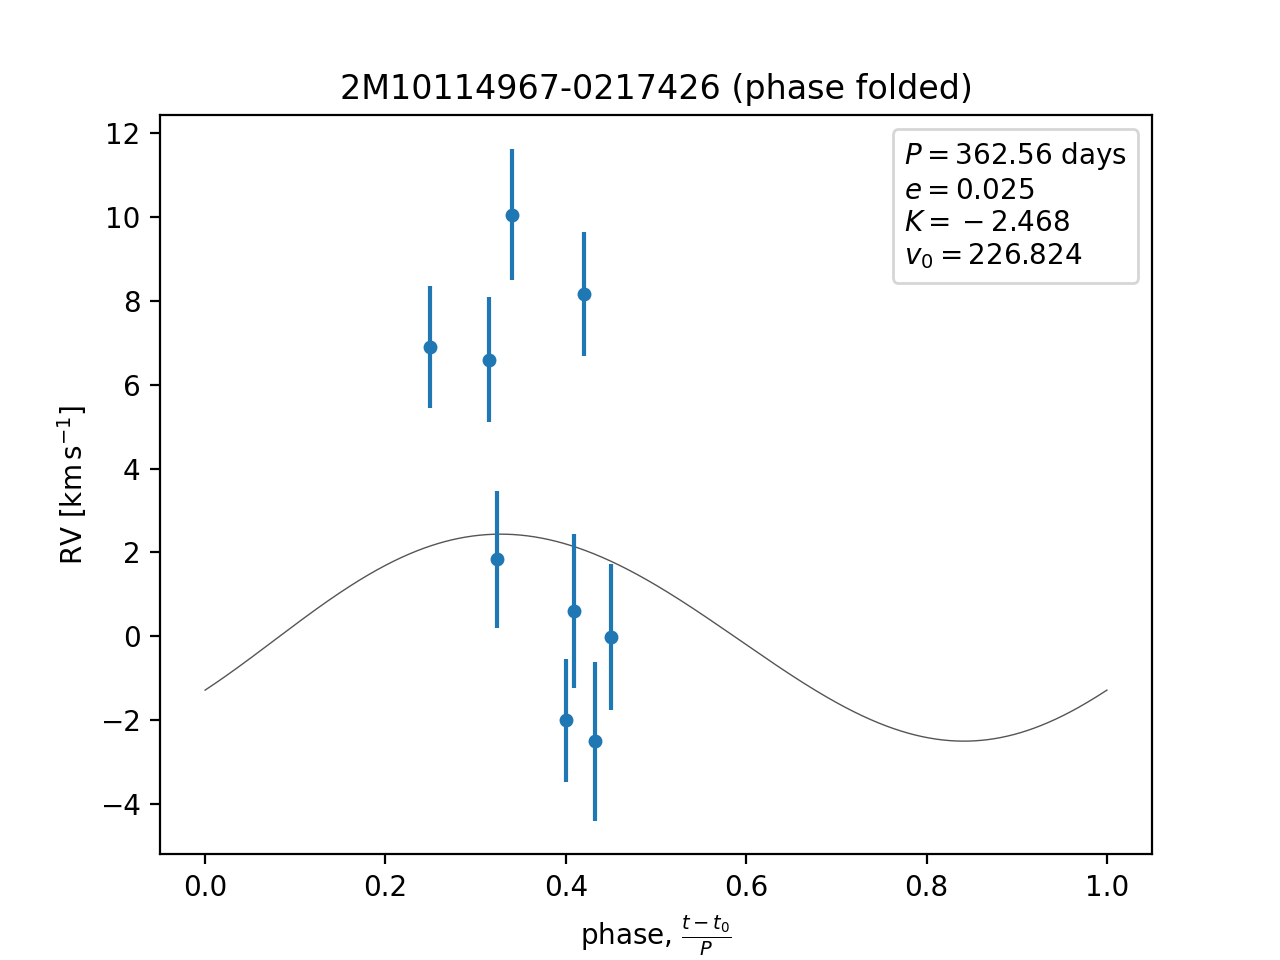 2M10114967-0217426 (phase folded)
P = 362.56 days
e = 0.025
K = −2.468
v₀ = 226.824
12
10
8
6
4
2
0
−2
−4
RV [km s⁻¹]
0.0 0.2 0.4 0.6 0.8 1.0
phase, (t − t₀)/P